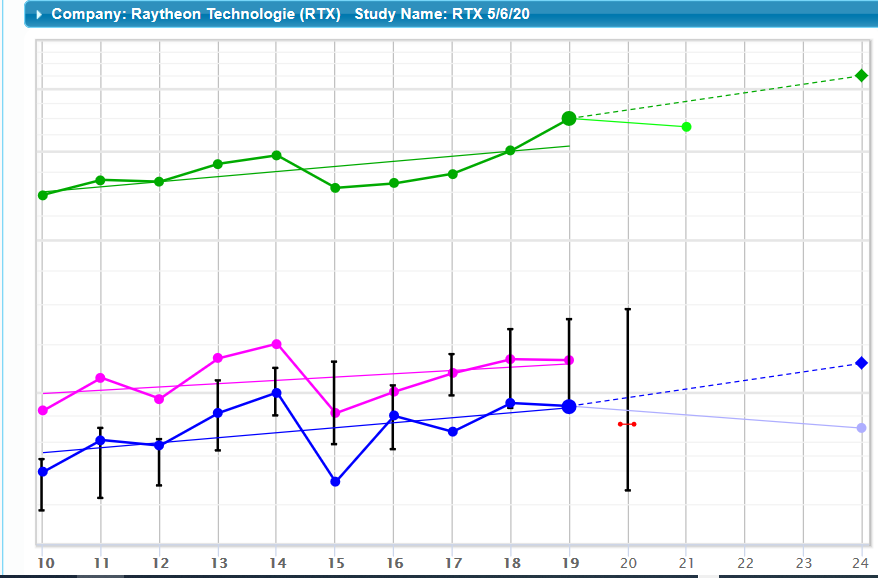 Company: Raytheon Technologie (RTX) Study Name: RTX 5/6/20
10 11 12 13 14 15 16 17 18 19 20 21 22 23 24